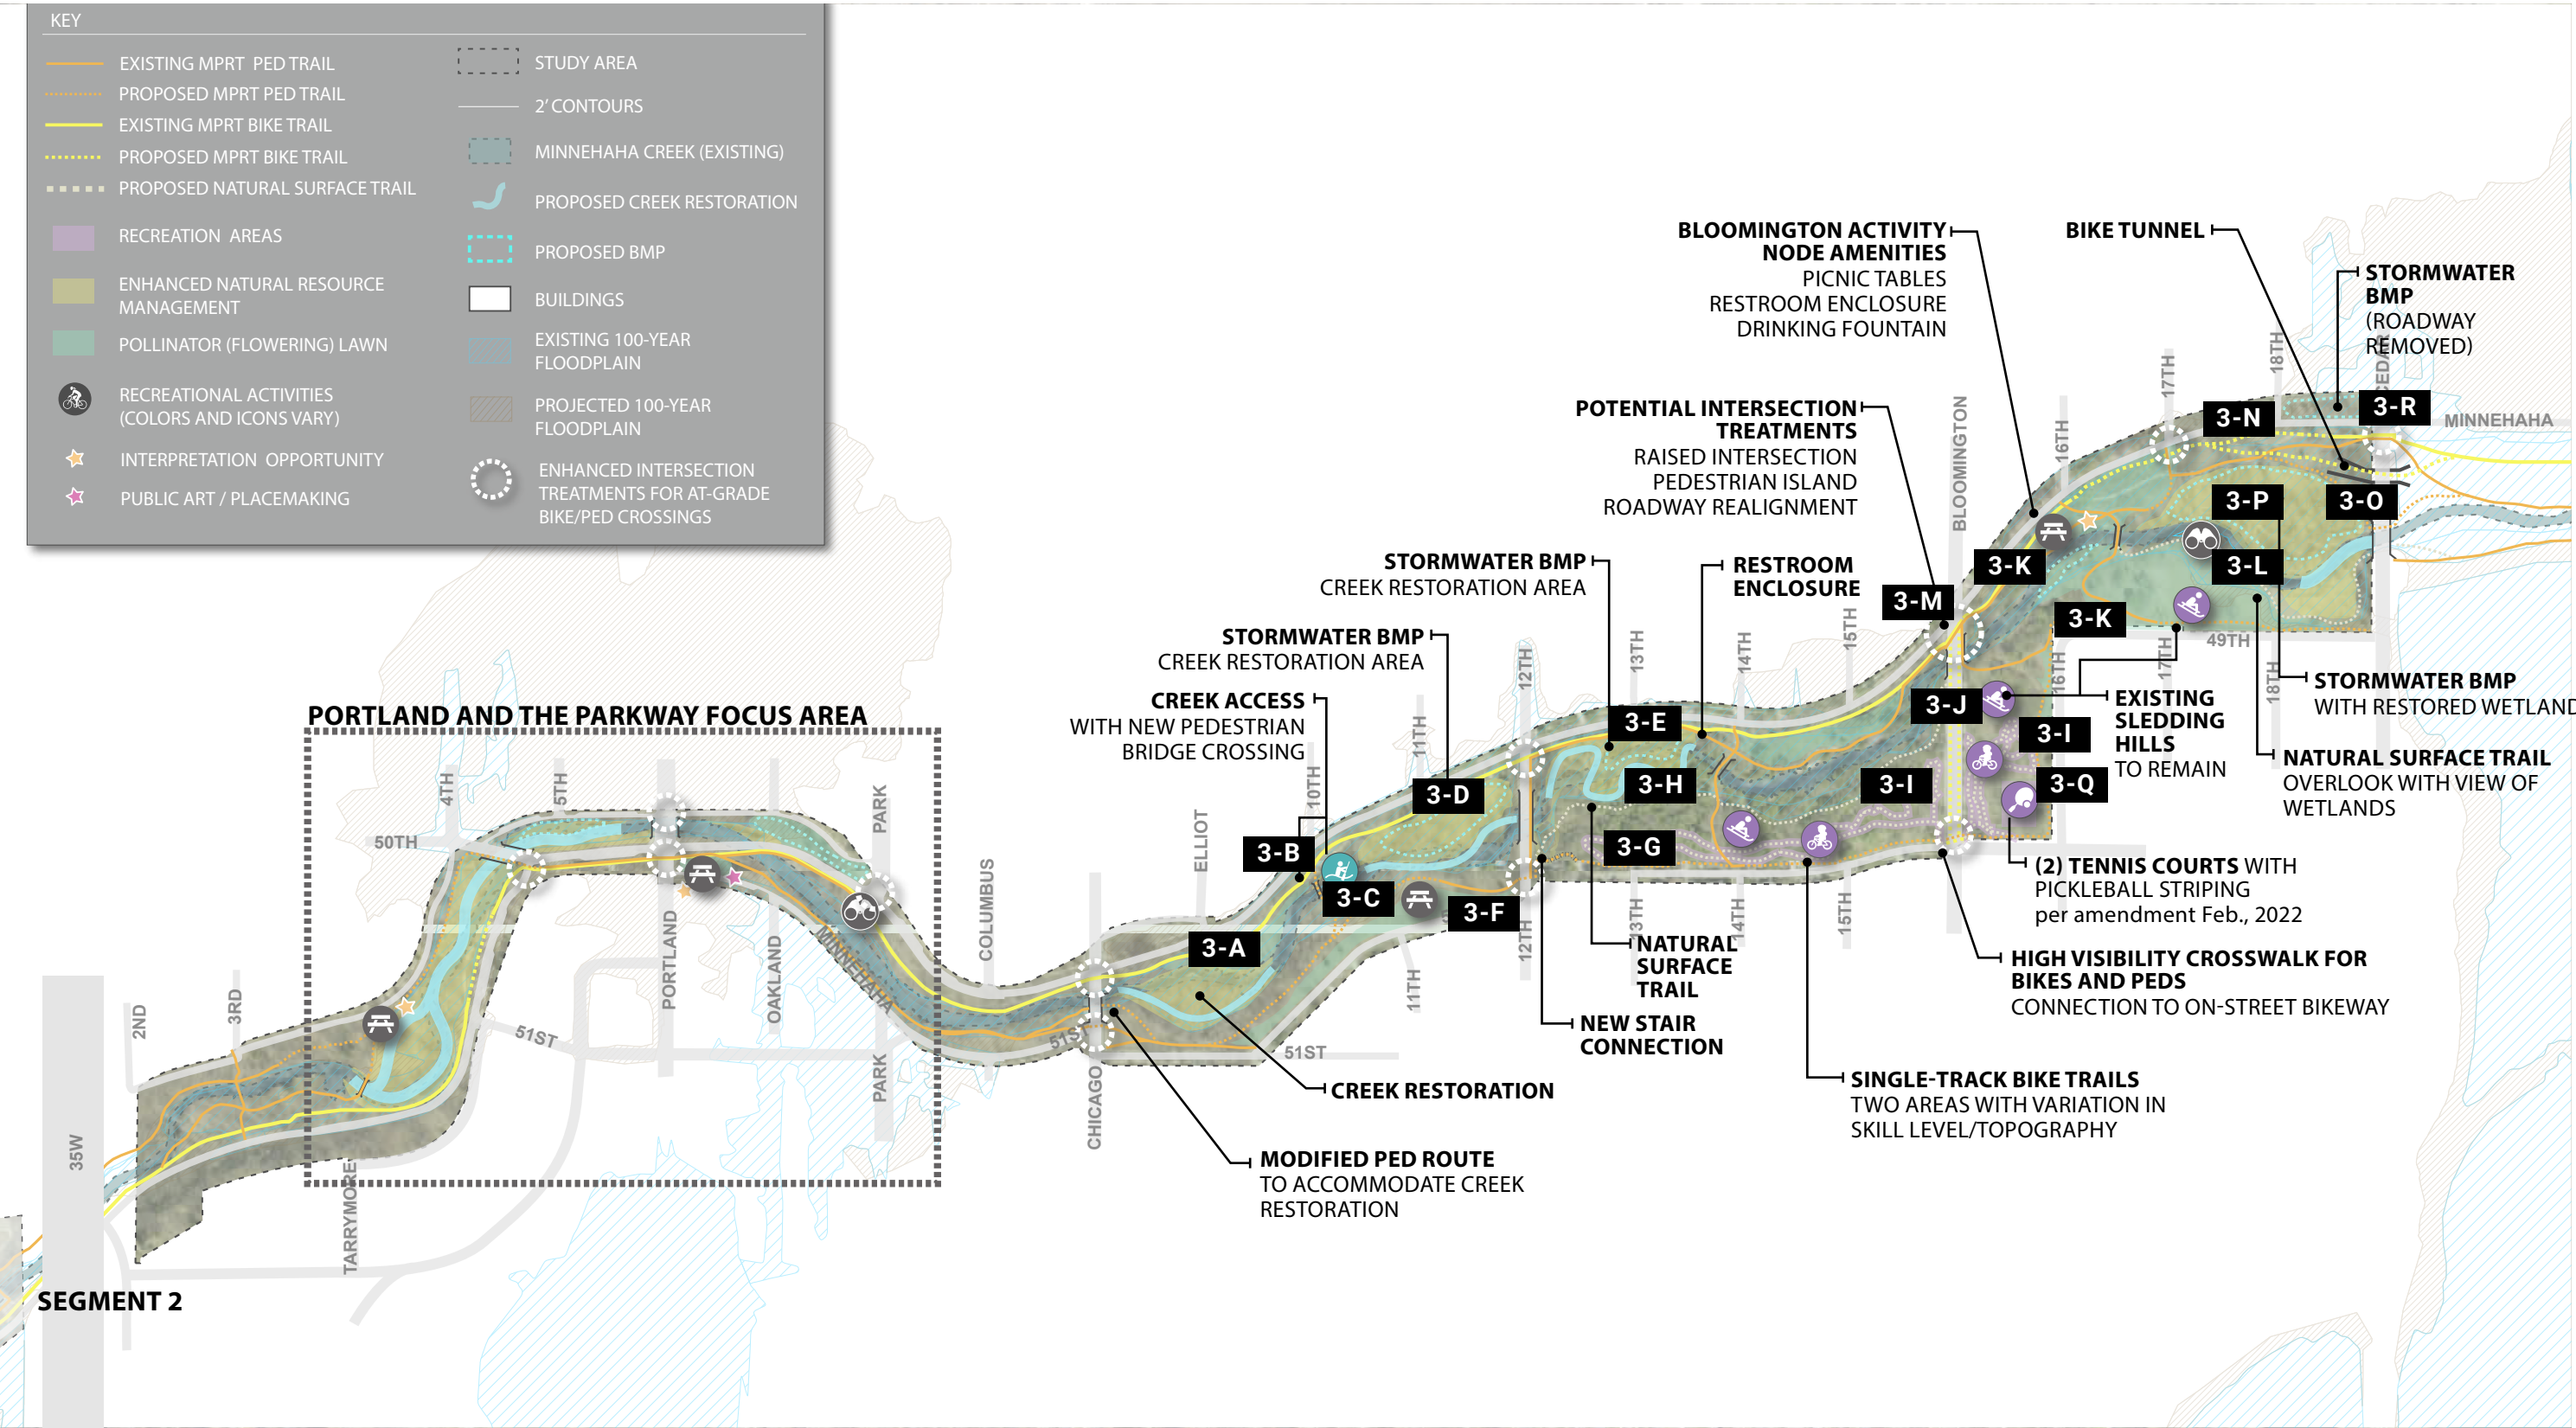 KEY
EXISTING MPRT PED TRAIL
PROPOSED MPRT PED TRAIL
EXISTING MPRT BIKE TRAIL
PROPOSED MPRT BIKE TRAIL
PROPOSED NATURAL SURFACE TRAIL
RECREATION AREAS
ENHANCED NATURAL RESOURCE
MANAGEMENT
POLLINATOR (FLOWERING) LAWN
RECREATIONAL ACTIVITIES
(COLORS AND ICONS VARY)
INTERPRETATION OPPORTUNITY
PUBLIC ART / PLACEMAKING
STUDY AREA
2' CONTOURS
MINNEHAHA CREEK (EXISTING)
PROPOSED CREEK RESTORATION
PROPOSED BMP
BUILDINGS
EXISTING 100-YEAR
FLOODPLAIN
PROJECTED 100-YEAR
FLOODPLAIN
ENHANCED INTERSECTION
TREATMENTS FOR AT-GRADE
BIKE/PED CROSSINGS
BLOOMINGTON ACTIVITY
NODE AMENITIES
PICNIC TABLES
RESTROOM ENCLOSURE
DRINKING FOUNTAIN
BIKE TUNNEL
STORMWATER
BMP
(ROADWAY
REMOVED)
POTENTIAL INTERSECTION
TREATMENTS
RAISED INTERSECTION
PEDESTRIAN ISLAND
ROADWAY REALIGNMENT
STORMWATER BMP
CREEK RESTORATION AREA
RESTROOM
ENCLOSURE
STORMWATER BMP
CREEK RESTORATION AREA
CREEK ACCESS
WITH NEW PEDESTRIAN
BRIDGE CROSSING
PORTLAND AND THE PARKWAY FOCUS AREA
BLOOMINGTON
16TH
17TH
18TH
CEDAR
MINNEHAHA
3-N
3-R
3-P
3-O
3-K
3-L
3-M
3-K
49TH
16TH
17TH
18TH
3-J
3-I
3-I
3-Q
3-E
3-H
3-G
3-D
3-B
3-C
3-F
3-A
10TH
11TH
12TH
13TH
14TH
15TH
EXISTING
SLEDDING
HILLS
TO REMAIN
STORMWATER BMP
WITH RESTORED WETLAND
NATURAL SURFACE TRAIL
OVERLOOK WITH VIEW OF
WETLANDS
(2) TENNIS COURTS WITH
PICKLEBALL STRIPING
per amendment Feb., 2022
HIGH VISIBILITY CROSSWALK FOR
BIKES AND PEDS
CONNECTION TO ON-STREET BIKEWAY
NATURAL
SURFACE
TRAIL
NEW STAIR
CONNECTION
SINGLE-TRACK BIKE TRAILS
TWO AREAS WITH VARIATION IN
SKILL LEVEL/TOPOGRAPHY
CREEK RESTORATION
MODIFIED PED ROUTE
TO ACCOMMODATE CREEK
RESTORATION
11TH
12TH
13TH
14TH
15TH
4TH
5TH
50TH
PARK
PORTLAND
OAKLAND
MINNEHAHA
COLUMBUS
ELLIOT
2ND
3RD
51ST
51ST
51ST
PARK
CHICAGO
35W
TARRYMORE
SEGMENT 2